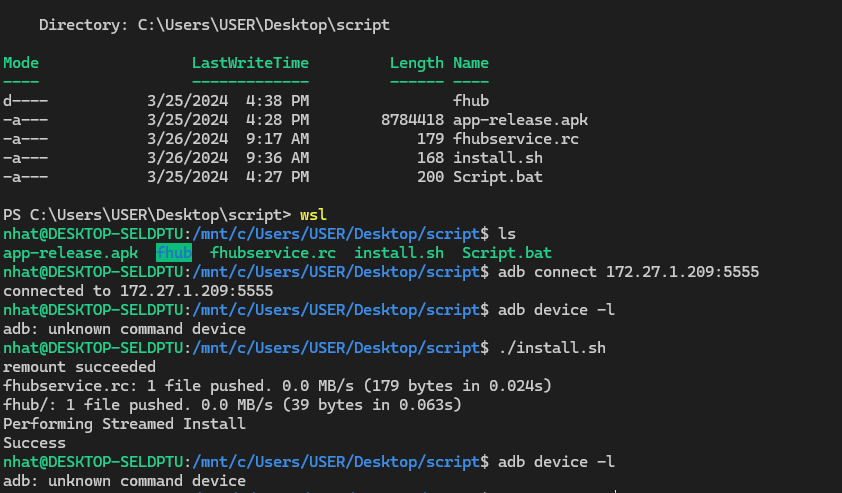 Directory: C:\Users\USER\Desktop\script
Mode LastWriteTime Length Name
---- ------------- ------ ----
d---- 3/25/2024 4:38 PM fhub
-a--- 3/25/2024 4:28 PM 8784418 app-release.apk
-a--- 3/26/2024 9:17 AM 179 fhubservice.rc
-a--- 3/26/2024 9:36 AM 168 install.sh
-a--- 3/25/2024 4:27 PM 200 Script.bat
PS C:\Users\USER\Desktop\script> wsl
nhat@DESKTOP-SELDPTU:/mnt/c/Users/USER/Desktop/script$ ls
app-release.apk fhub fhubservice.rc install.sh Script.bat
nhat@DESKTOP-SELDPTU:/mnt/c/Users/USER/Desktop/script$ adb connect 172.27.1.209:5555
connected to 172.27.1.209:5555
nhat@DESKTOP-SELDPTU:/mnt/c/Users/USER/Desktop/script$ adb device -l
adb: unknown command device
nhat@DESKTOP-SELDPTU:/mnt/c/Users/USER/Desktop/script$ ./install.sh
remount succeeded
fhubservice.rc: 1 file pushed. 0.0 MB/s (179 bytes in 0.024s)
fhub/: 1 file pushed. 0.0 MB/s (39 bytes in 0.063s)
Performing Streamed Install
Success
nhat@DESKTOP-SELDPTU:/mnt/c/Users/USER/Desktop/script$ adb device -l
adb: unknown command device